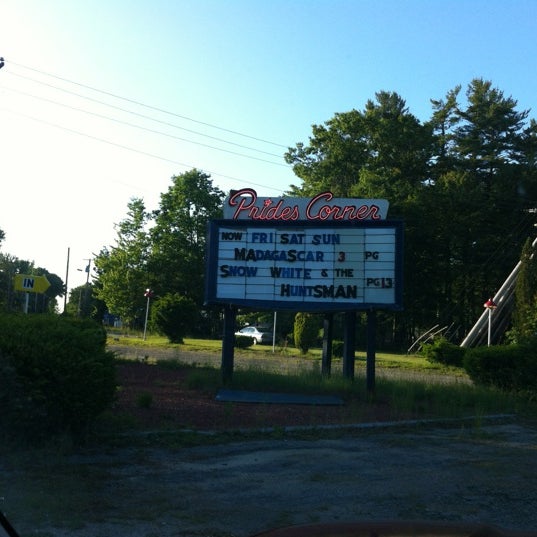 Prides Corner
NOW FRI SAT SUN
MADAGASCAR 3 PG
SNOW WHITE & THE
HUNTSMAN PG13
IN